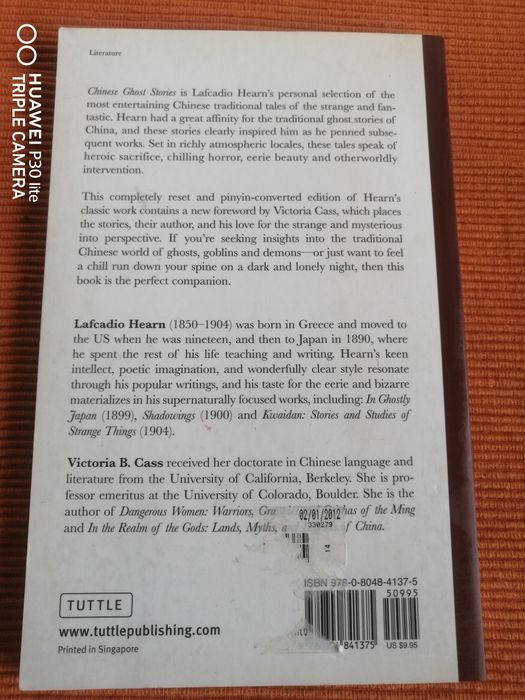 HUAWEI P30 lite
TRIPLE CAMERA
Literature
Chinese Ghost Stories is Lafcadio Hearn's personal selection of the
most entertaining Chinese traditional tales of the strange and fan-
tastic. Hearn had a great affinity for the traditional ghost stories of
China, and these stories clearly inspired him as he penned subse-
quent works. Set in richly atmospheric locales, these tales speak of
heroic sacrifice, chilling horror, eerie beauty and otherworldly
intervention.
This completely reset and pinyin-converted edition of Hearn's
classic work contains a new foreword by Victoria Cass, which places
the stories, their author, and his love for the strange and mysterious
into perspective. If you're seeking insights into the traditional
Chinese world of ghosts, goblins and demons—or just want to feel
a chill run down your spine on a dark and lonely night, then this
book is the perfect companion.
Lafcadio Hearn (1850–1904) was born in Greece and moved to
the US when he was nineteen, and then to Japan in 1890, where
he spent the rest of his life teaching and writing. Hearn's keen
intellect, poetic imagination, and wonderfully clear style resonate
through his popular writings, and his taste for the eerie and bizarre
materializes in his supernaturally focused works, including: In Ghostly
Japan (1899), Shadowings (1900) and Kwaidan: Stories and Studies of
Strange Things (1904).
Victoria B. Cass received her doctorate in Chinese language and
literature from the University of California, Berkeley. She is pro-
fessor emeritus at the University of Colorado, Boulder. She is the
author of Dangerous Women: Warriors, of the Ming
and In the Realm of the Gods: Lands, Myths, of China.
02/01/2012
330279
14
ISBN 978-0-8048-4137-5
50995
841375
US $9.95
TUTTLE
www.tuttlepublishing.com
Printed in Singapore